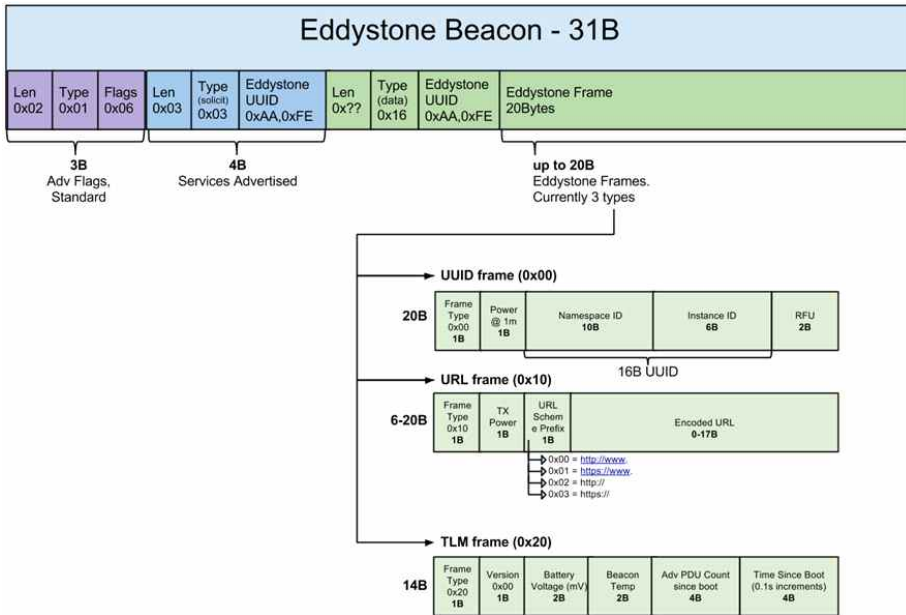 Eddystone Beacon - 31B
Len
0x02
Type
0x01
Flags
0x06
Len
0x03
Type
(solicit)
0x03
Eddystone
UUID
0xAA,0xFE
Len
0x??
Type
(data)
0x16
Eddystone
UUID
0xAA,0xFE
Eddystone Frame
20Bytes
3B
Adv Flags,
Standard
4B
Services Advertised
up to 20B
Eddystone Frames.
Currently 3 types
UUID frame (0x00)
20B
Frame
Type
0x00
1B
Power
@ 1m
1B
Namespace ID
10B
Instance ID
6B
RFU
2B
16B UUID
URL frame (0x10)
6-20B
Frame
Type
0x10
1B
TX
Power
1B
URL
Schem
e Prefix
1B
Encoded URL
0-17B
0x00 = http://www.
0x01 = https://www.
0x02 = http://
0x03 = https://
TLM frame (0x20)
14B
Frame
Type
0x20
1B
Version
0x00
1B
Battery
Voltage (mV)
2B
Beacon
Temp
2B
Adv PDU Count
since boot
4B
Time Since Boot
(0.1s increments)
4B